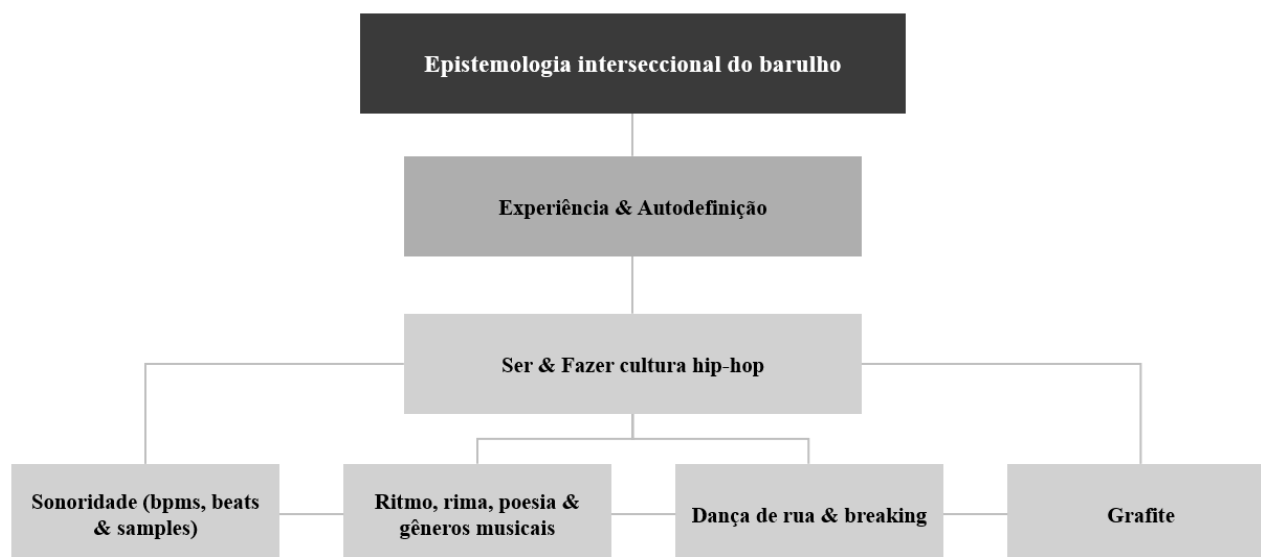 Epistemologia interseccional do barulho
Experiência & Autodefinição
Ser & Fazer cultura hip-hop
Sonoridade (bpms, beats
& samples)
Ritmo, rima, poesia &
gêneros musicais
Dança de rua & breaking
Grafite